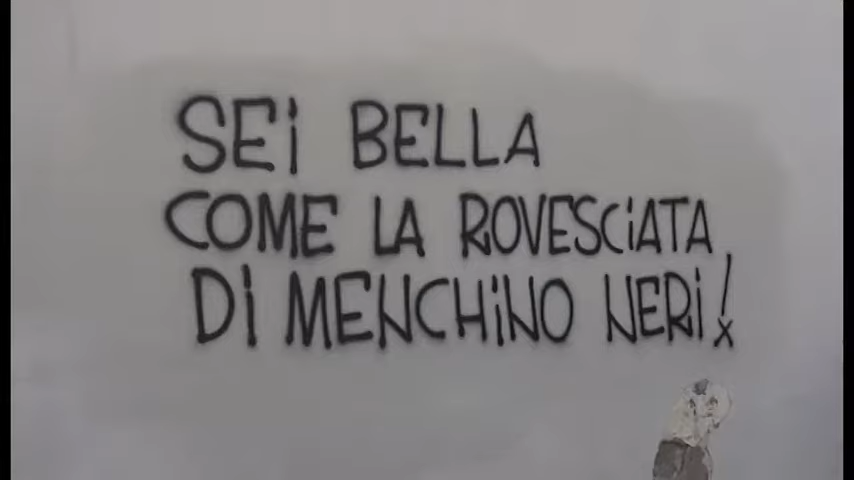 SEi BELLA
COME LA ROVESCiATA
Di MENCHiNO NERi!